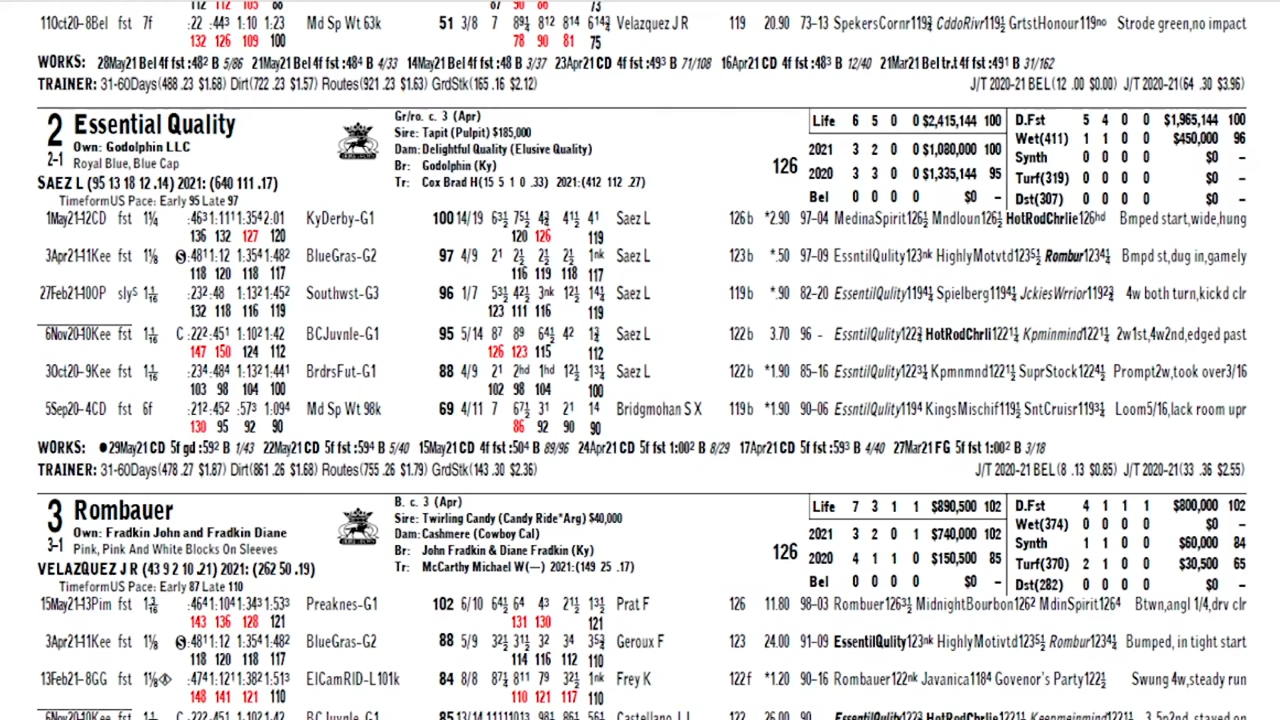 11Oct20-8Bel fst 7f :22 :44³ 1:10 1:23 Md Sp Wt 63k 51 3/8 7 8⁹¼ 8¹² 8¹⁴ 6¹⁴¾ Velazquez J R 119 20.90 73-13 SpekersCornr119¾ CddoRivr119½ GrtstHonour119ⁿᵒ Strode green,no impact
132 126 109 100 78 90 81 75
WORKS: 28May21 Bel 4f fst :48² B 5/86 21May21 Bel 4f fst :48⁴ B 4/33 14May21 Bel 4f fst :48 B 3/37 23Apr21 CD 4f fst :49³ B 71/108 16Apr21 CD 4f fst :48³ B 12/40 21Mar21 Bel tr.t 4f fst :49¹ B 31/162
TRAINER: 31-60Days(488 .23 $1.68) Dirt(722 .23 $1.57) Routes(921 .23 $1.63) GrdStk(165 .16 $2.12) J/T 2020-21 BEL(12 .00 $0.00) J/T 2020-21(64 .30 $3.96)
2 Essential Quality
Own: Godolphin LLC
2-1 Royal Blue, Blue Cap
SAEZ L (95 13 18 12 .14) 2021: (640 111 .17)
TimeformUS Pace: Early 95 Late 97
Gr/ro. c. 3 (Apr)
Sire: Tapit (Pulpit) $185,000
Dam: Delightful Quality (Elusive Quality)
Br: Godolphin (Ky)
Tr: Cox Brad H(15 5 1 0 .33) 2021:(412 112 .27)
126
Life 6 5 0 0 $2,415,144 100
2021 3 2 0 0 $1,080,000 100
2020 3 3 0 0 $1,335,144 95
Bel 0 0 0 0 $0 –
D.Fst 5 4 0 0 $1,965,144 100
Wet(411) 1 1 0 0 $450,000 96
Synth 0 0 0 0 $0 –
Turf(319) 0 0 0 0 $0 –
Dst(307) 0 0 0 0 $0 –
1May21-12CD fst 1¼ :46³ 1:11¹ 1:35⁴ 2:01 KyDerby-G1 100 14/19 6³½ 7⁵½ 4²¾ 4¹½ 4¹ Saez L 126 b *2.90 97-04 MedinaSpirit126½ Mndloun126½ HotRodChrlie126ʰᵈ Bmped start,wide,hung
136 132 127 120 120 126 119
3Apr21-11Kee fst 1⅛ S :48¹ 1:12 1:35⁴ 1:48² BlueGras-G2 97 4/9 2¹ 2½ 2½ 2½ 1ⁿᵏ Saez L 123 b *.50 97-09 EssntilQulity123ⁿᵏ HighlyMotvtd123⁵½ Rombur123⁴¼ Bmpd st,dug in,gamely
118 120 118 117 116 119 118 117
27Feb21-10OP slyˢ 1 1/16 :23² :48 1:13² 1:45² Southwst-G3 96 1/7 5³½ 4²½ 3ⁿᵏ 1²½ 1⁴¼ Saez L 119 b *.90 82-20 EssentilQulity119⁴¼ Spielberg119⁴¼ JckiesWrrior119²¾ 4w both turn,kickd clr
132 118 116 119 123 111 116 119
6Nov20-10Kee fst 1 1/16 C :22² :45¹ 1:10² 1:42 BCJuvnle-G1 95 5/14 8⁷ 8⁹ 6⁴½ 4² 1¾ Saez L 122 b 3.70 96 - EssntilQulity122¾ HotRodChrli122¹¼ Kpminmind122¹¼ 2w1st,4w2nd,edged past
147 150 124 112 126 123 115 112
3Oct20-9Kee fst 1 1/16 :23⁴ :48⁴ 1:13² 1:44¹ BrdrsFut-G1 88 4/9 2¹ 2ʰᵈ 1ʰᵈ 1²½ 1³¼ Saez L 122 b *1.90 85-16 EssntilQulity122³¼ Kpmnmnd122¹½ SuprStock122⁴½ Prompt2w,took over3/16
103 98 104 100 102 98 104 100
5Sep20-4CD fst 6f :21² :45² :57³ 1:09⁴ Md Sp Wt 98k 69 4/11 7 6⁷½ 3¹ 2¹ 1⁴ Bridgmohan S X 119 b *1.90 90-06 EssntilQulity119⁴ KingsMischif119½ SntCruiser119³¼ Loom5/16,lack room upr
130 95 92 90 86 92 90 90
WORKS: ●29May21 CD 5f gd :59² B 1/43 22May21 CD 5f fst :59⁴ B 5/40 15May21 CD 4f fst :50⁴ B 89/96 24Apr21 CD 5f fst 1:00² B 8/29 17Apr21 CD 5f fst :59³ B 4/40 27Mar21 FG 5f fst 1:00² B 3/18
TRAINER: 31-60Days(478 .27 $1.87) Dirt(861 .26 $1.68) Routes(755 .26 $1.79) GrdStk(143 .30 $2.36) J/T 2020-21 BEL(8 .13 $0.85) J/T 2020-21(33 .36 $2.55)
3 Rombauer
Own: Fradkin John and Fradkin Diane
3-1 Pink, Pink And White Blocks On Sleeves
VELAZQUEZ J R (43 9 2 10 .21) 2021: (262 50 .19)
TimeformUS Pace: Early 87 Late 110
B. c. 3 (Apr)
Sire: Twirling Candy (Candy Ride*Arg) $40,000
Dam: Cashmere (Cowboy Cal)
Br: John Fradkin & Diane Fradkin (Ky)
Tr: McCarthy Michael W(—) 2021:(149 25 .17)
126
Life 7 3 1 1 $890,500 102
2021 3 2 0 1 $740,000 102
2020 4 1 1 0 $150,500 85
Bel 0 0 0 0 $0 –
D.Fst 4 1 1 1 $800,000 102
Wet(374) 0 0 0 0 $0 –
Synth 1 1 0 0 $60,000 84
Turf(370) 2 1 0 0 $30,500 65
Dst(282) 0 0 0 0 $0 –
15May21-13Pim fst 1 3/16 :46⁴ 1:10⁴ 1:34³ 1:53³ Preaknes-G1 102 6/10 6⁴½ 6⁴ 4³ 2¹½ 1³½ Prat F 126 11.80 98-03 Rombuer126³½ MidnightBourbon126² MdinSpirit126⁴ Btwn,angl 1/4,drv clr
143 136 128 121 131 130 121
3Apr21-11Kee fst 1⅛ S :48¹ 1:12 1:35⁴ 1:48² BlueGras-G2 88 5/9 3²½ 3¹½ 3² 3⁴ 3⁵¾ Geroux F 123 24.00 91-09 EssentilQulity123ⁿᵏ HighlyMotivtd123⁵½ Rombur123⁴¼ Bumped, in tight start
118 120 118 117 114 116 112 110
13Feb21-8GG fst 1⅛ :47⁴ 1:12¹ 1:38² 1:51³ ElCamRlD-L101k 84 8/8 8⁷¼ 8¹¹ 7⁹ 3²½ 1ⁿᵏ Frey K 122 f *1.20 90-16 Rombauer122ⁿᵏ Javanica118⁴ Govenor's Party122½ Swung 4w,steady run
148 141 121 110 110 121 117 110